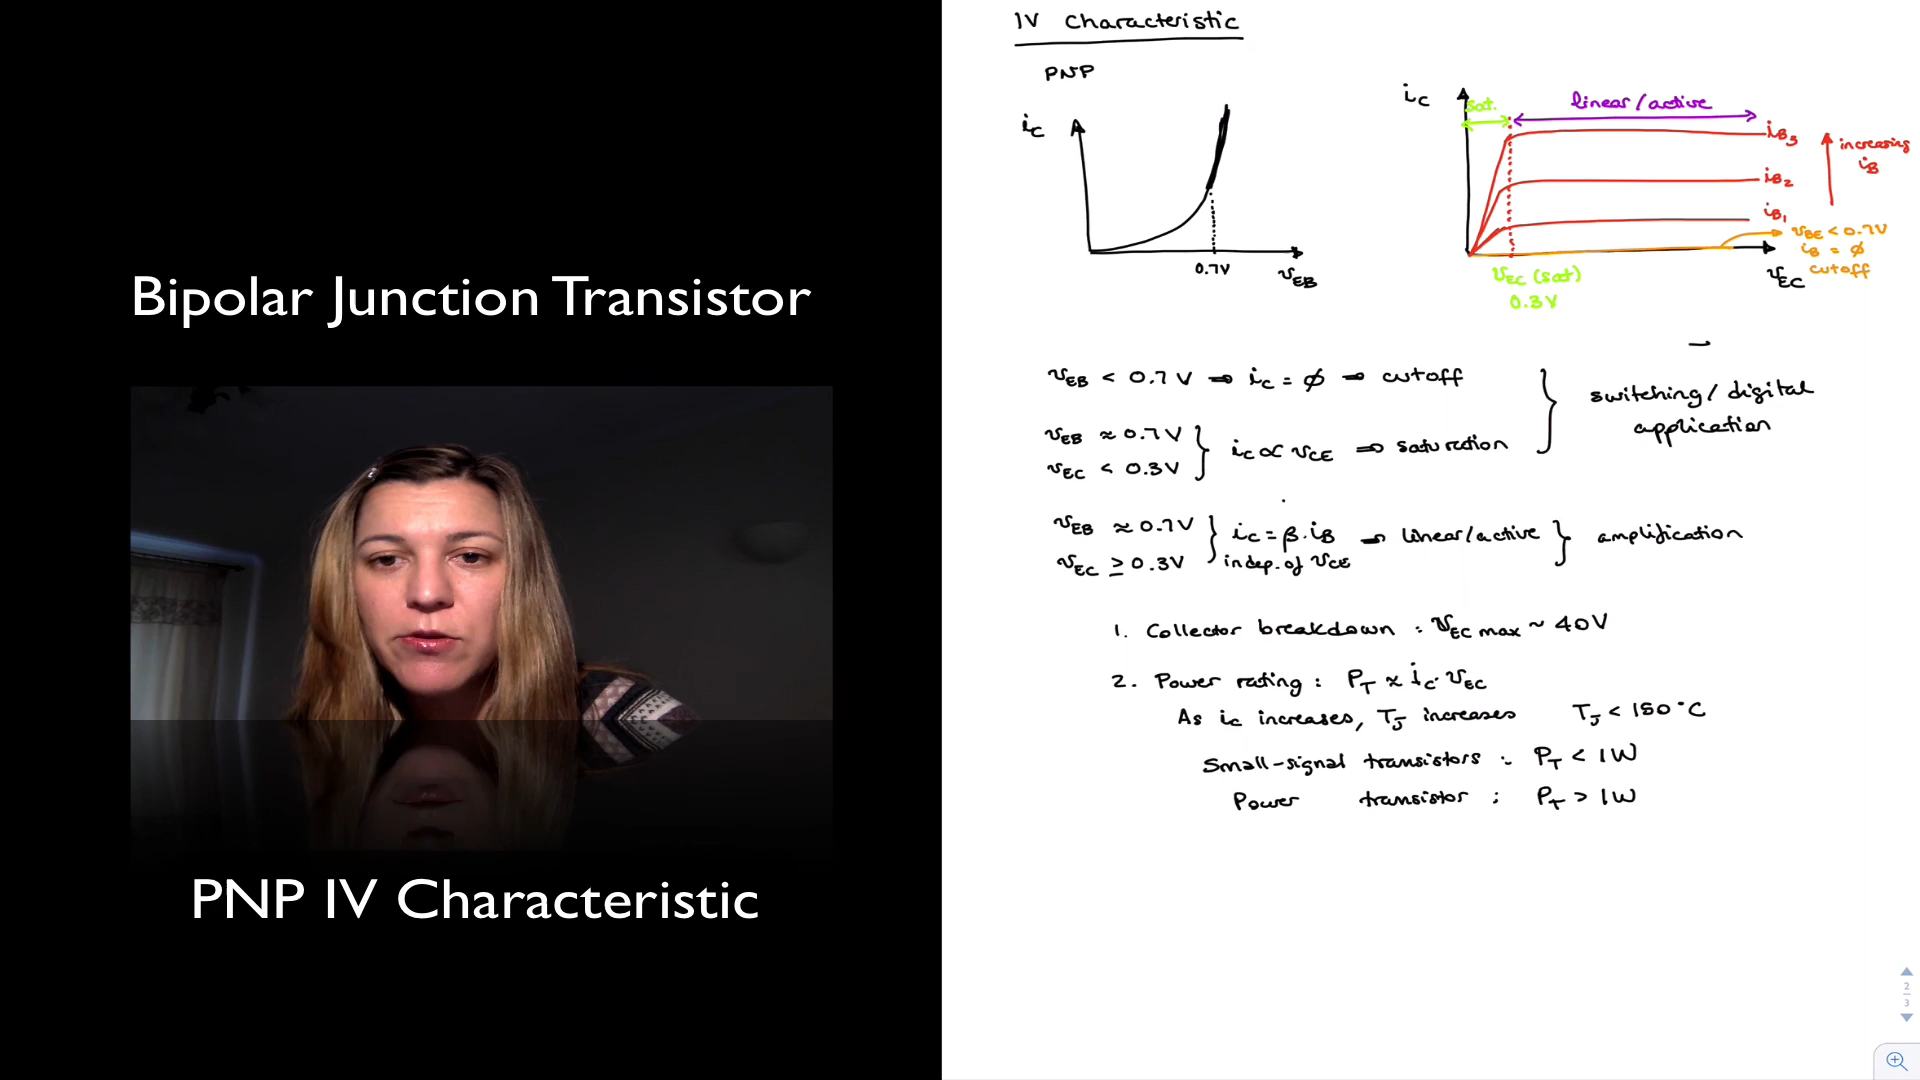 Bipolar Junction Transistor
PNP IV Characteristic
IV Characteristic
PNP
iC
0.7V
vEB
iC
sat.
linear/active
iB3
iB2
iB1
increasing
iB
vBE < 0.7V
iB = ϕ
cutoff
vEC
vEC (sat)
0.3V
vEB < 0.7 V ⇒ iC = ϕ ⇒ cutoff
switching/digital
application
vEB ≈ 0.7V
vEC < 0.3V
iC ∝ vCE ⇒ saturation
vEB ≈ 0.7V
vEC ≥ 0.3V
iC = β.iB ⇒ linear/active
indep. of vCE
amplification
1. Collector breakdown : vEC max ~ 40V
2. Power rating : PT ≈ iC. vEC
As iC increases, TJ increases TJ < 150°C
Small-signal transistors : PT < 1W
Power transistor : PT > 1W
2
3